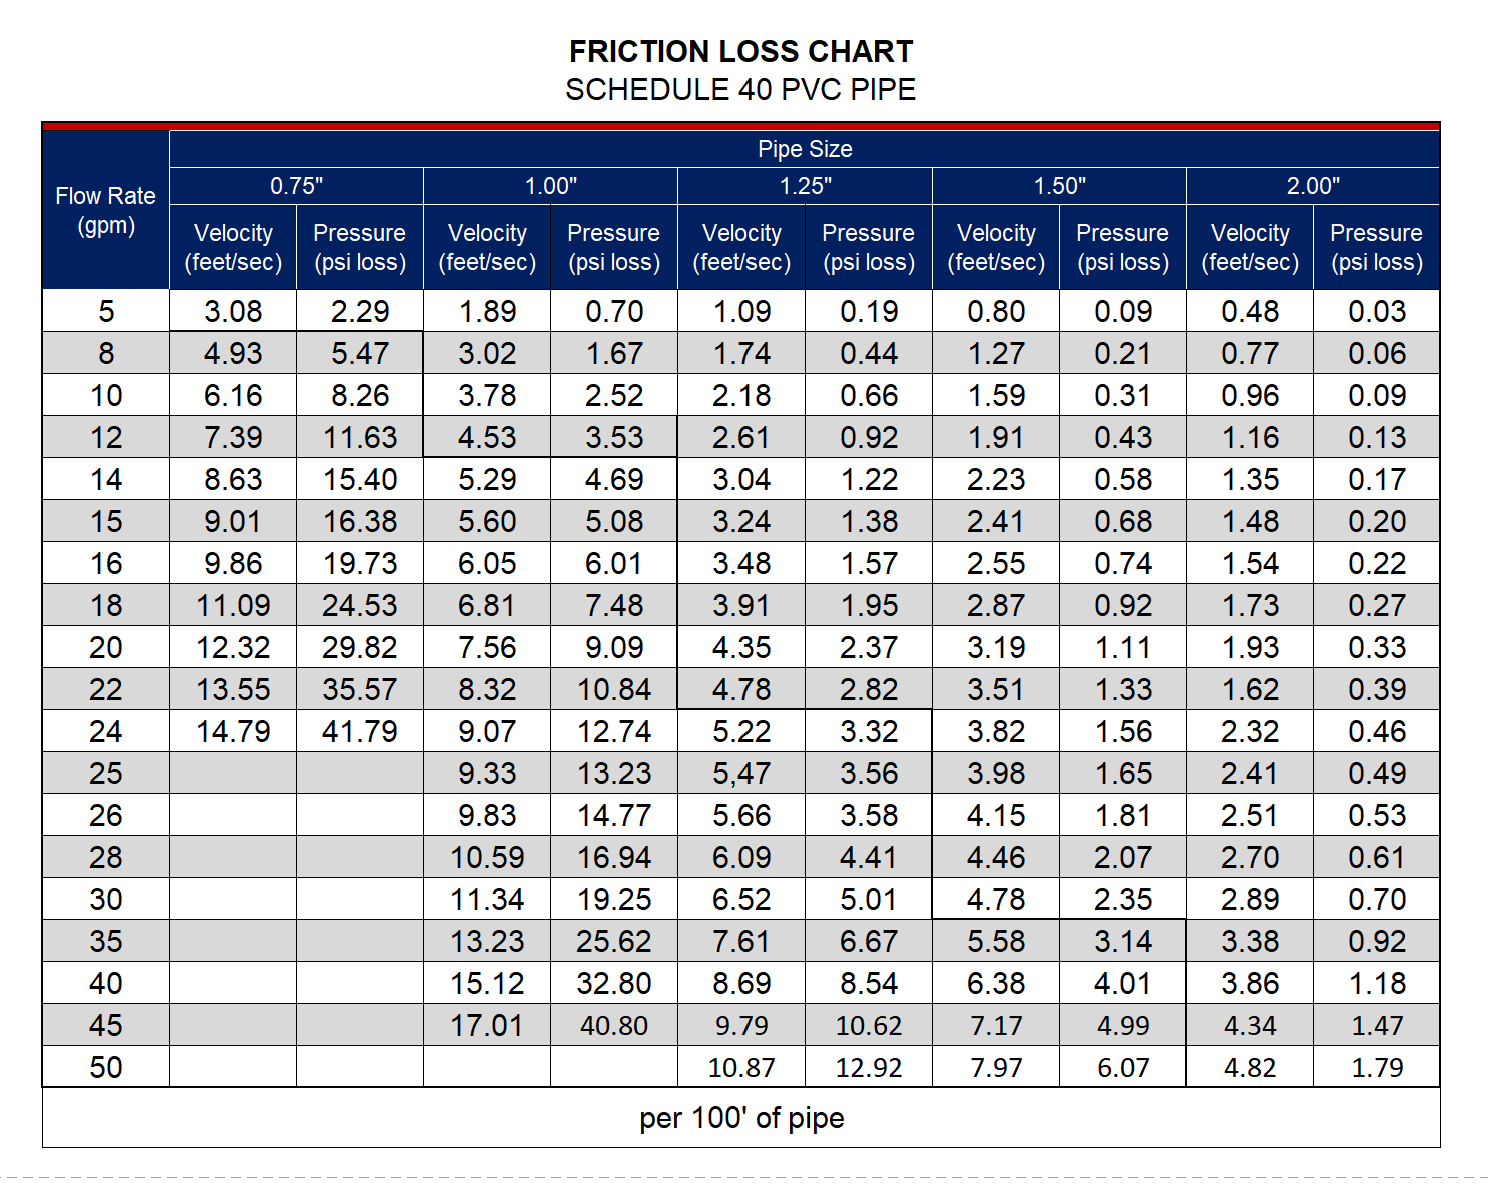 FRICTION LOSS CHART
SCHEDULE 40 PVC PIPE
Pipe Size
Flow Rate (gpm) 0.75" 1.00" 1.25" 1.50" 2.00"
Velocity Pressure Velocity Pressure Velocity Pressure Velocity Pressure Velocity Pressure
(feet/sec) (psi loss) (feet/sec) (psi loss) (feet/sec) (psi loss) (feet/sec) (psi loss) (feet/sec) (psi loss)
5 3.08 2.29 1.89 0.70 1.09 0.19 0.80 0.09 0.48 0.03
8 4.93 5.47 3.02 1.67 1.74 0.44 1.27 0.21 0.77 0.06
10 6.16 8.26 3.78 2.52 2.18 0.66 1.59 0.31 0.96 0.09
12 7.39 11.63 4.53 3.53 2.61 0.92 1.91 0.43 1.16 0.13
14 8.63 15.40 5.29 4.69 3.04 1.22 2.23 0.58 1.35 0.17
15 9.01 16.38 5.60 5.08 3.24 1.38 2.41 0.68 1.48 0.20
16 9.86 19.73 6.05 6.01 3.48 1.57 2.55 0.74 1.54 0.22
18 11.09 24.53 6.81 7.48 3.91 1.95 2.87 0.92 1.73 0.27
20 12.32 29.82 7.56 9.09 4.35 2.37 3.19 1.11 1.93 0.33
22 13.55 35.57 8.32 10.84 4.78 2.82 3.51 1.33 1.62 0.39
24 14.79 41.79 9.07 12.74 5.22 3.32 3.82 1.56 2.32 0.46
25 9.33 13.23 5,47 3.56 3.98 1.65 2.41 0.49
26 9.83 14.77 5.66 3.58 4.15 1.81 2.51 0.53
28 10.59 16.94 6.09 4.41 4.46 2.07 2.70 0.61
30 11.34 19.25 6.52 5.01 4.78 2.35 2.89 0.70
35 13.23 25.62 7.61 6.67 5.58 3.14 3.38 0.92
40 15.12 32.80 8.69 8.54 6.38 4.01 3.86 1.18
45 17.01 40.80 9.79 10.62 7.17 4.99 4.34 1.47
50 10.87 12.92 7.97 6.07 4.82 1.79
per 100' of pipe